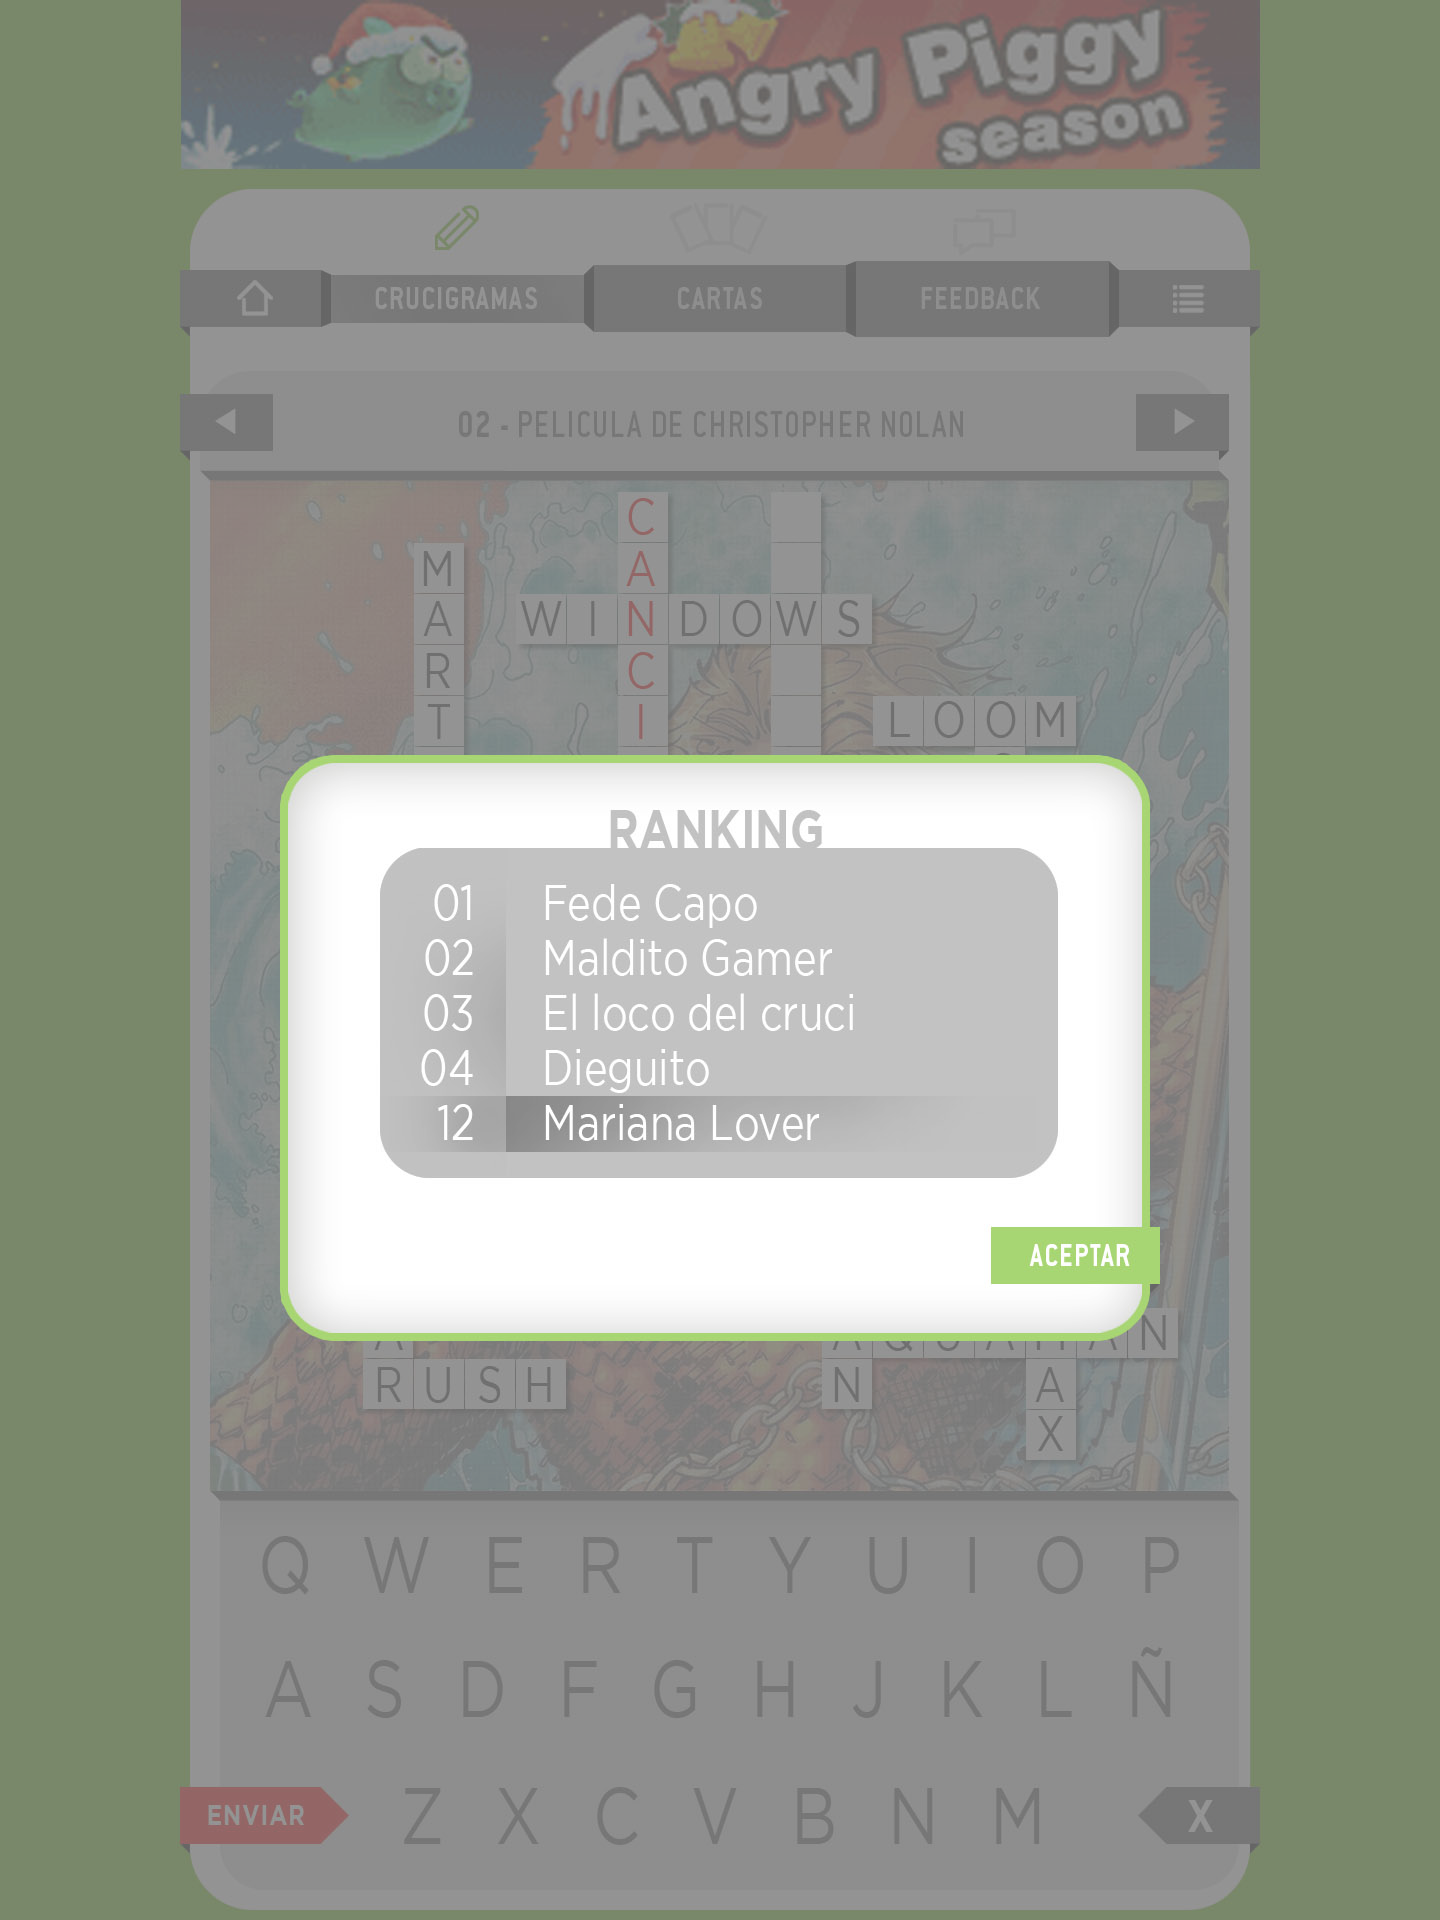 Angry Piggy
season
CRUCIGRAMAS
CARTAS
FEEDBACK
02 - PELICULA DE CHRISTOPHER NOLAN
C
M A
A WINDOWS
R C
T I LOOM
RANKING
01 Fede Capo
02 Maldito Gamer
03 El loco del cruci
04 Dieguito
12 Mariana Lover
ACEPTAR
A AQUAMAN
RUSH N A
X
Q W E R T Y U I O P
A S D F G H J K L Ñ
ENVIAR Z X C V B N M X